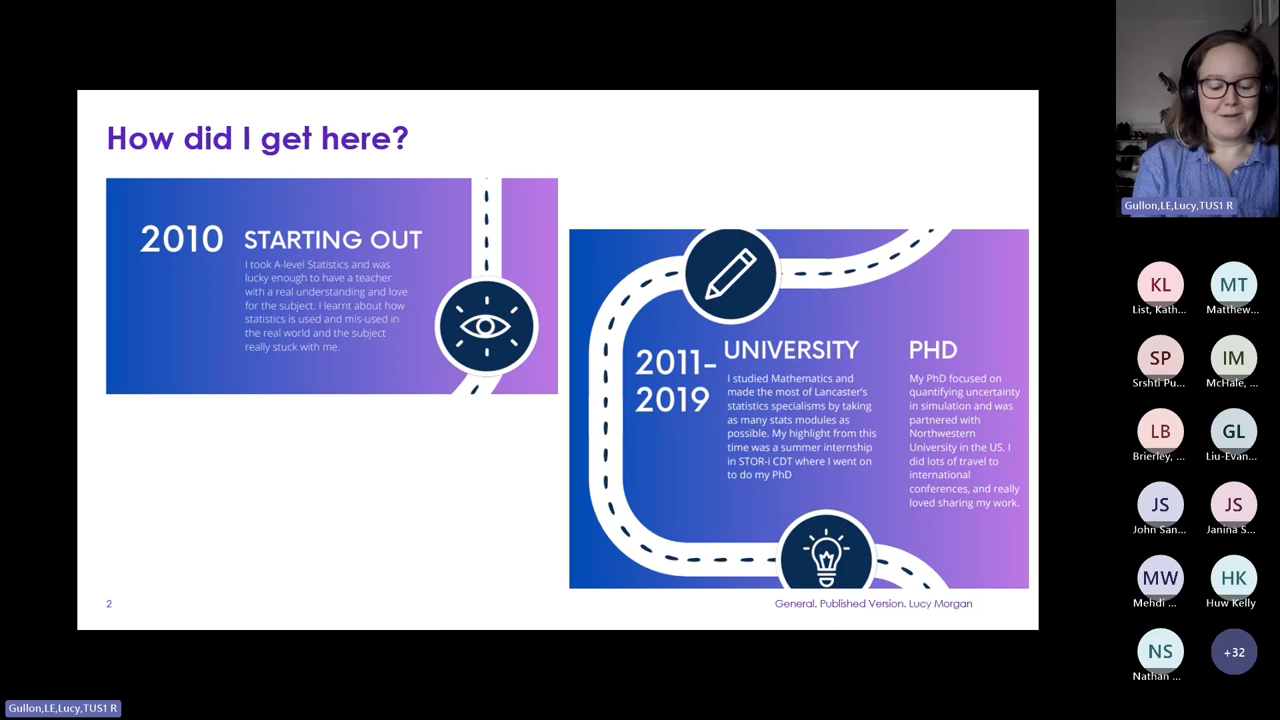 How did I get here?
2010
STARTING OUT
I took A-level Statistics and was
lucky enough to have a teacher
with a real understanding and love
for the subject. I learnt about how
statistics is used and mis-used in
the real world and the subject
really stuck with me.
2011-
2019
UNIVERSITY
I studied Mathematics and
made the most of Lancaster's
statistics specialisms by taking
as many stats modules as
possible. My highlight from this
time was a summer internship
in STOR-i CDT where I went on
to do my PhD
PHD
My PhD focused on
quantifying uncertainty
in simulation and was
partnered with
Northwestern
University in the US. I
did lots of travel to
international
conferences, and really
loved sharing my work.
2
General. Published Version. Lucy Morgan
Gullon,LE,Lucy,TUS1 R
KL
List, Kath...
MT
Matthew...
SP
Srshti Pu...
IM
McHale, ...
LB
Brierley, ...
GL
Liu-Evan...
JS
John San...
JS
Janina S...
MW
Mehdi ...
HK
Huw Kelly
NS
Nathan ...
+32
Gullon,LE,Lucy,TUS1 R